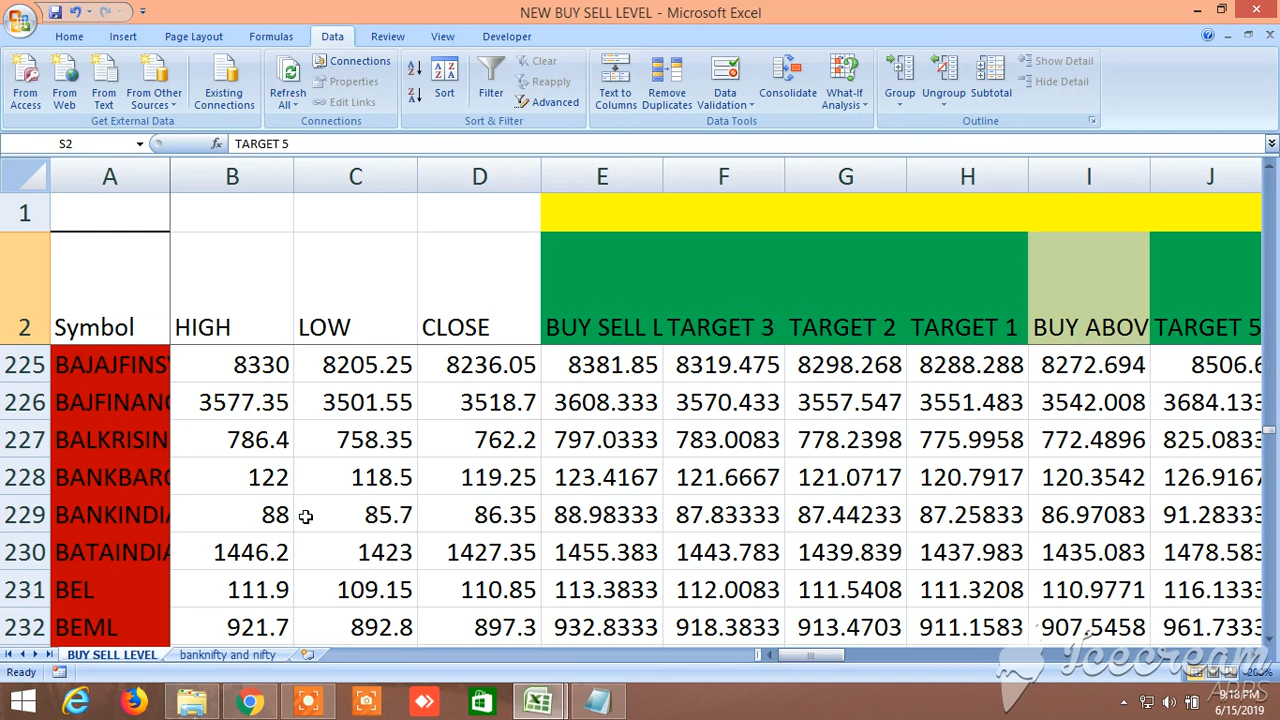 NEW BUY SELL LEVEL - Microsoft Excel
Home Insert Page Layout Formulas Data Review View Developer
From Access
From Web
From Text
From Other Sources
Existing Connections
Get External Data
Refresh All
Connections
Properties
Edit Links
Connections
Sort
Filter
Clear
Reapply
Advanced
Sort & Filter
Text to Columns
Remove Duplicates
Data Validation
Consolidate
What-If Analysis
Data Tools
Group
Ungroup
Subtotal
Show Detail
Hide Detail
Outline
S2 fx TARGET 5
A B C D E F G H I J
1
2 Symbol HIGH LOW CLOSE BUY SELL L TARGET 3 TARGET 2 TARGET 1 BUY ABOV TARGET 5
225 BAJAJFINS 8330 8205.25 8236.05 8381.85 8319.475 8298.268 8288.288 8272.694 8506.6
226 BAJFINANC 3577.35 3501.55 3518.7 3608.333 3570.433 3557.547 3551.483 3542.008 3684.133
227 BALKRISIN 786.4 758.35 762.2 797.0333 783.0083 778.2398 775.9958 772.4896 825.0833
228 BANKBARO 122 118.5 119.25 123.4167 121.6667 121.0717 120.7917 120.3542 126.9167
229 BANKINDIA 88 85.7 86.35 88.98333 87.83333 87.44233 87.25833 86.97083 91.28333
230 BATAINDIA 1446.2 1423 1427.35 1455.383 1443.783 1439.839 1437.983 1435.083 1478.583
231 BEL 111.9 109.15 110.85 113.3833 112.0083 111.5408 111.3208 110.9771 116.1333
232 BEML 921.7 892.8 897.3 932.8333 918.3833 913.4703 911.1583 907.5458 961.7333
BUY SELL LEVEL banknifty and nifty
Ready 200%
Icecream
APPS
9:13 PM
6/15/2019